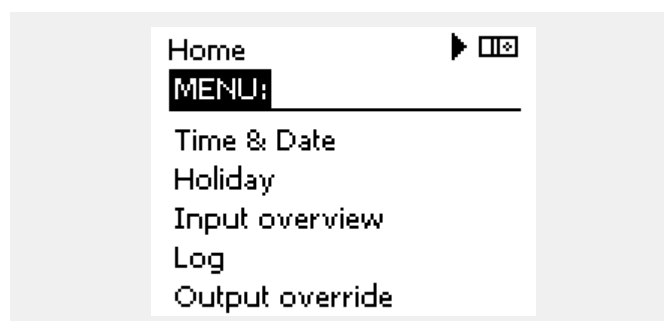 Home
MENU:
Time & Date
Holiday
Input overview
Log
Output override